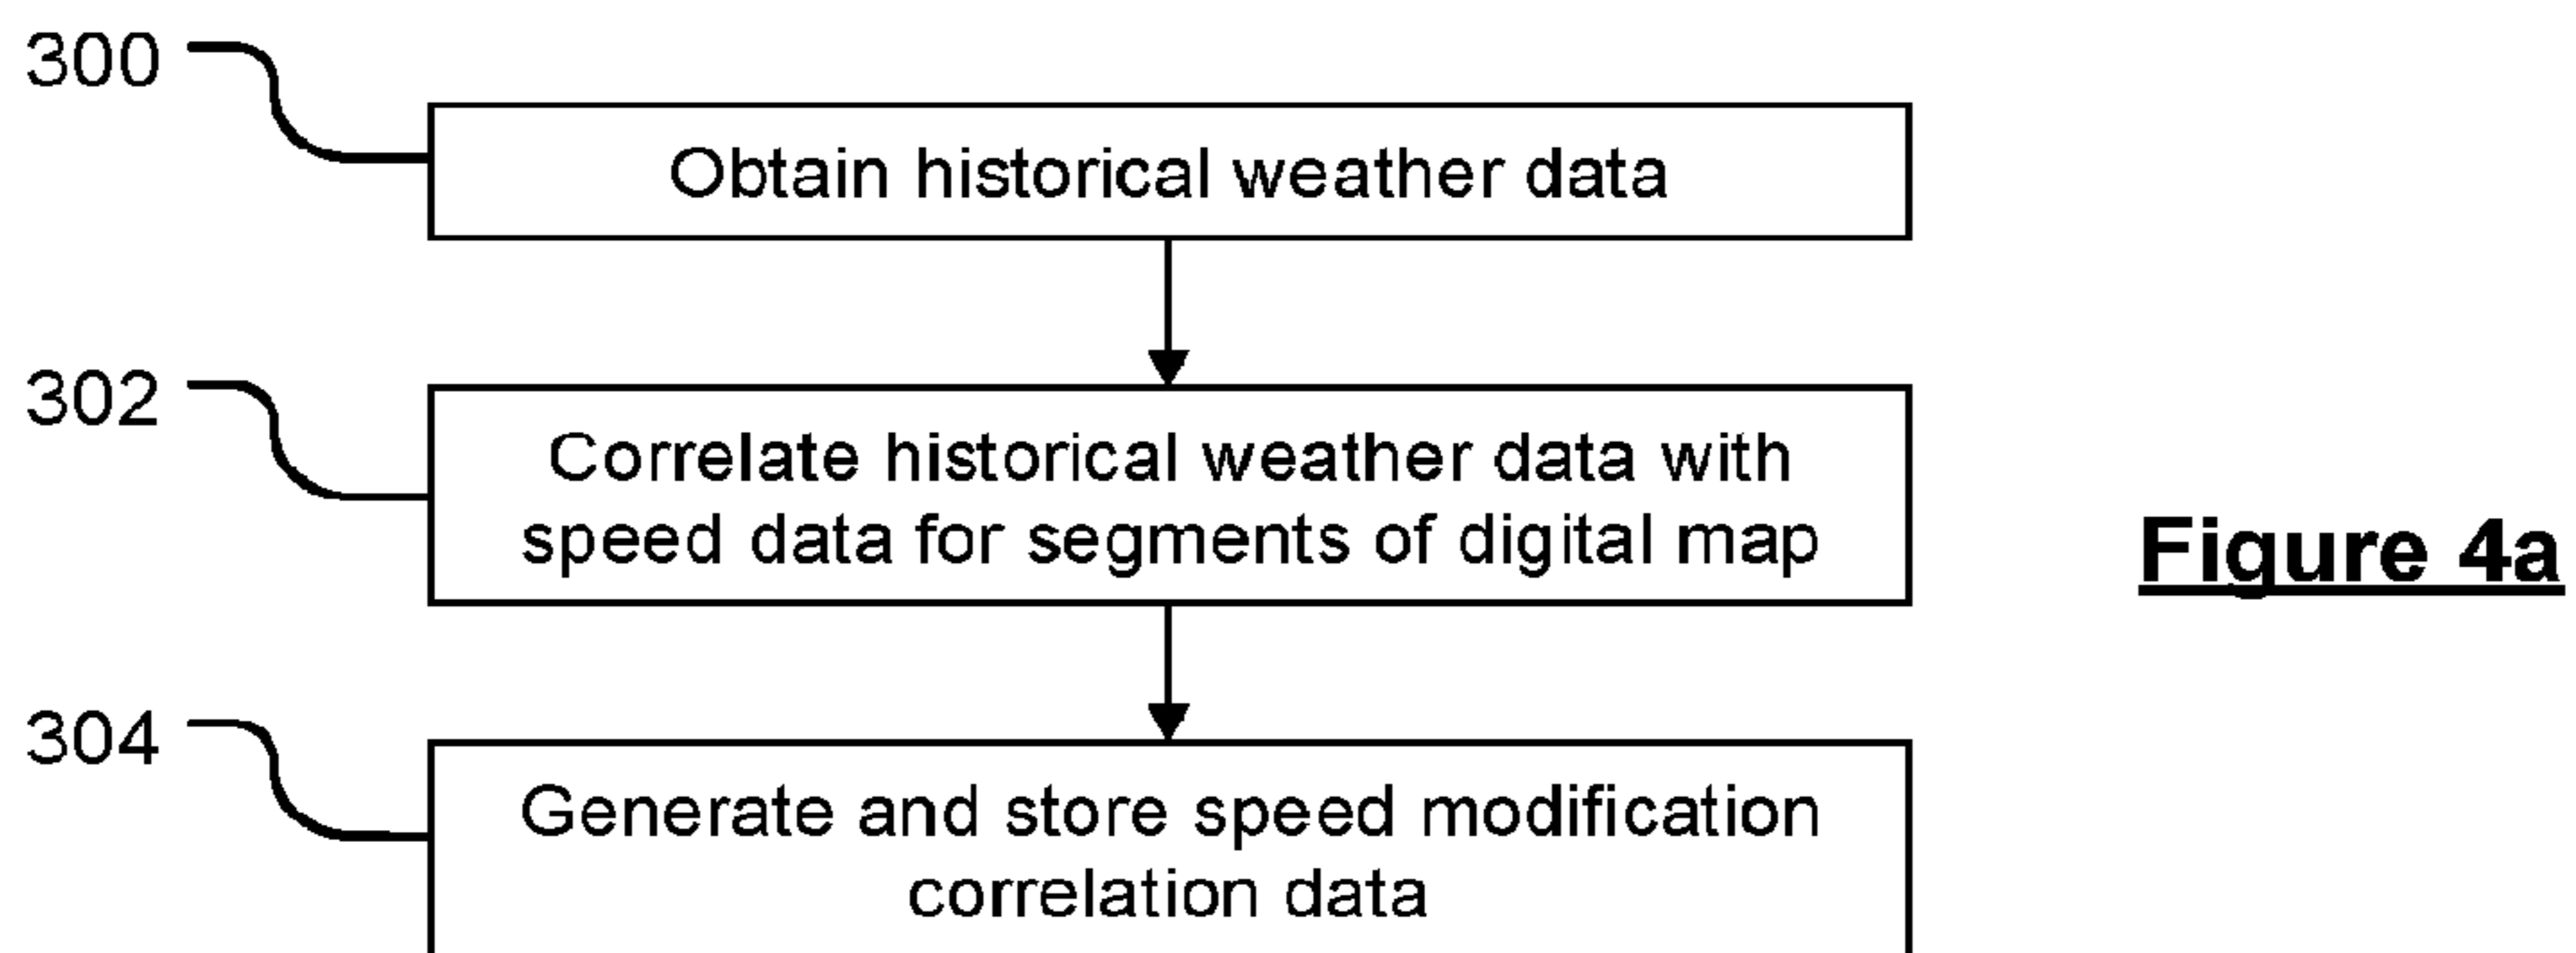 300
Obtain historical weather data
302
Correlate historical weather data with
speed data for segments of digital map
Figure 4a
304
Generate and store speed modification
correlation data